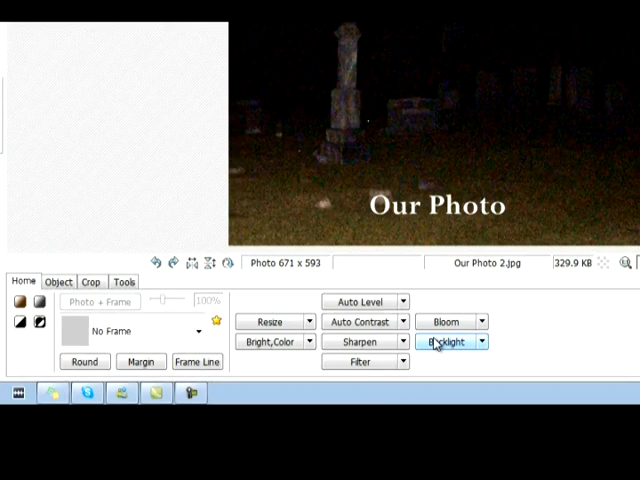 Our Photo
Photo 671 x 593
Our Photo 2.jpg
329.9 KB
Home Object Crop Tools
Photo + Frame 100%
No Frame
Round Margin Frame Line
Auto Level
Resize Auto Contrast Bloom
Bright,Color Sharpen Backlight
Filter